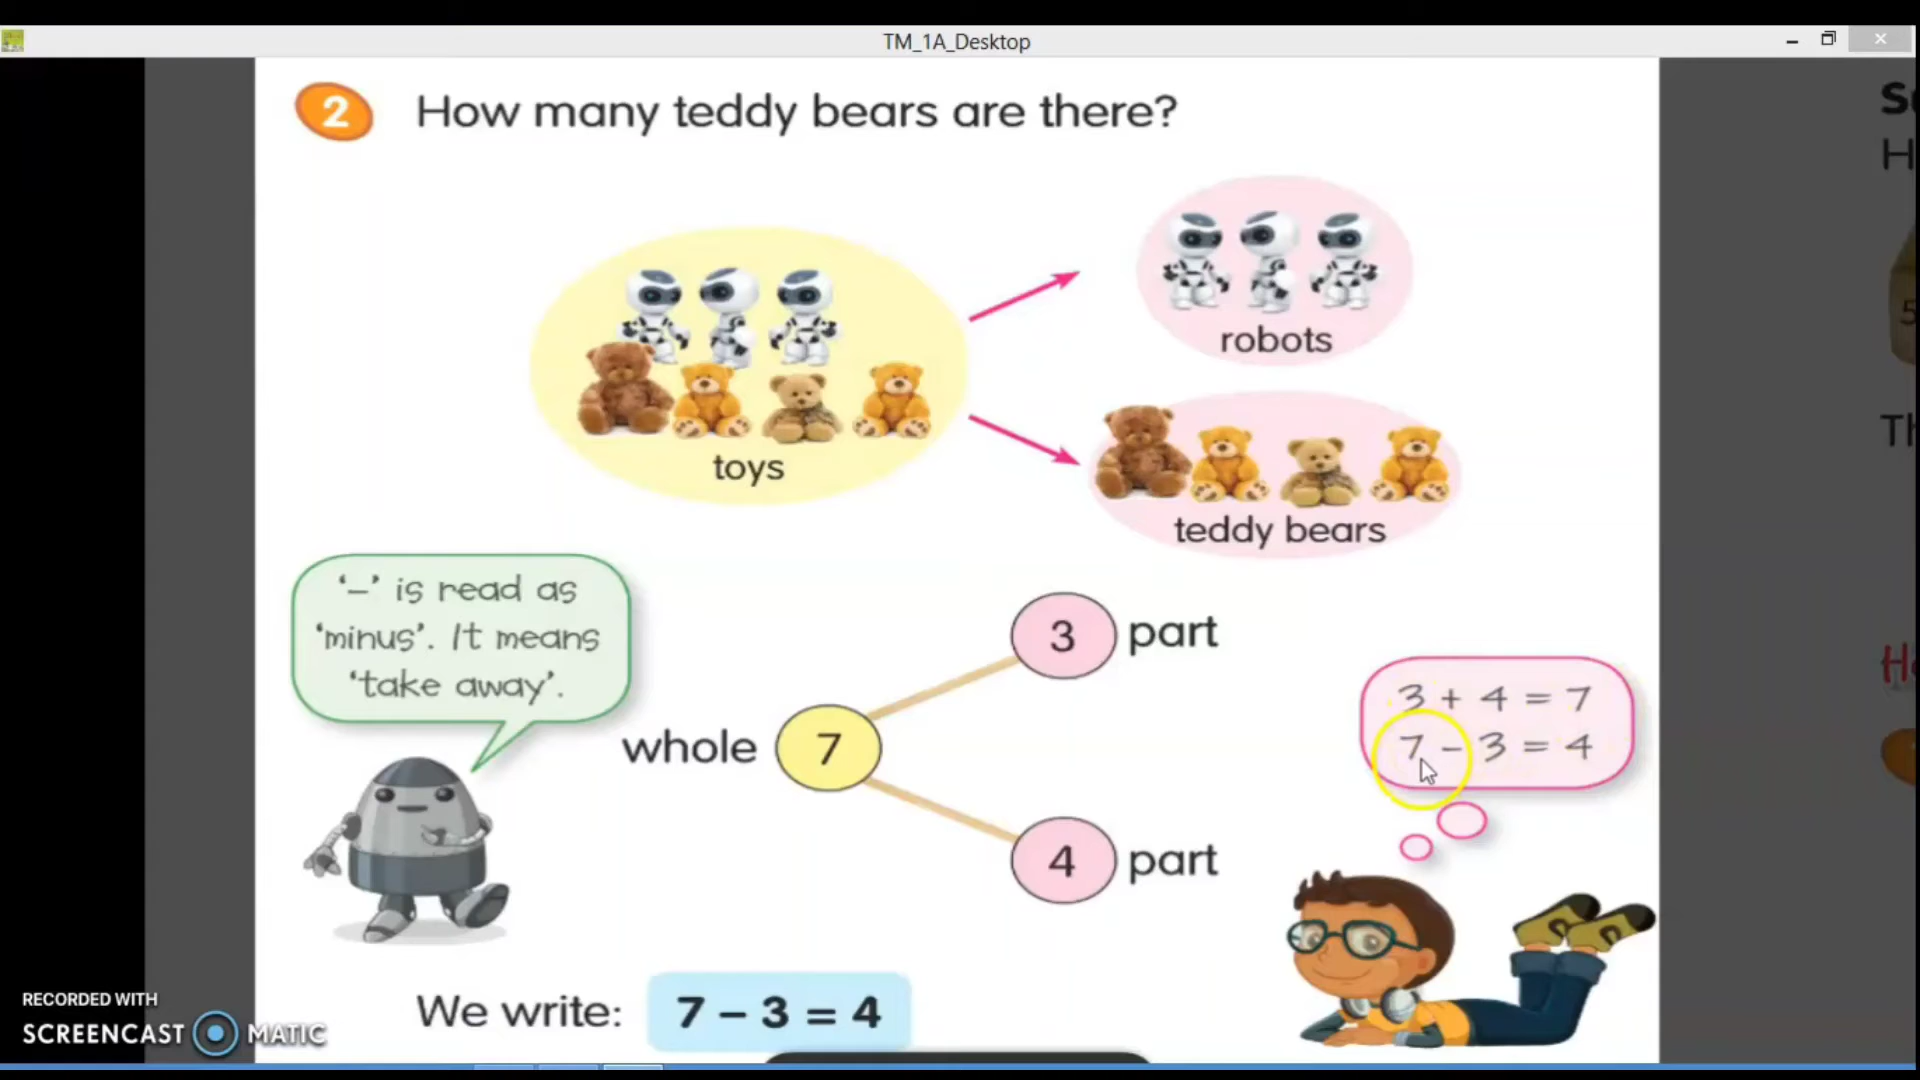 TM_1A_Desktop
2 How many teddy bears are there?
robots
toys
teddy bears
‘–’ is read as
‘minus’. It means
‘take away’.
3 part
whole 7
4 part
3 + 4 = 7
7 – 3 = 4
We write: 7 – 3 = 4
RECORDED WITH
SCREENCAST MATIC